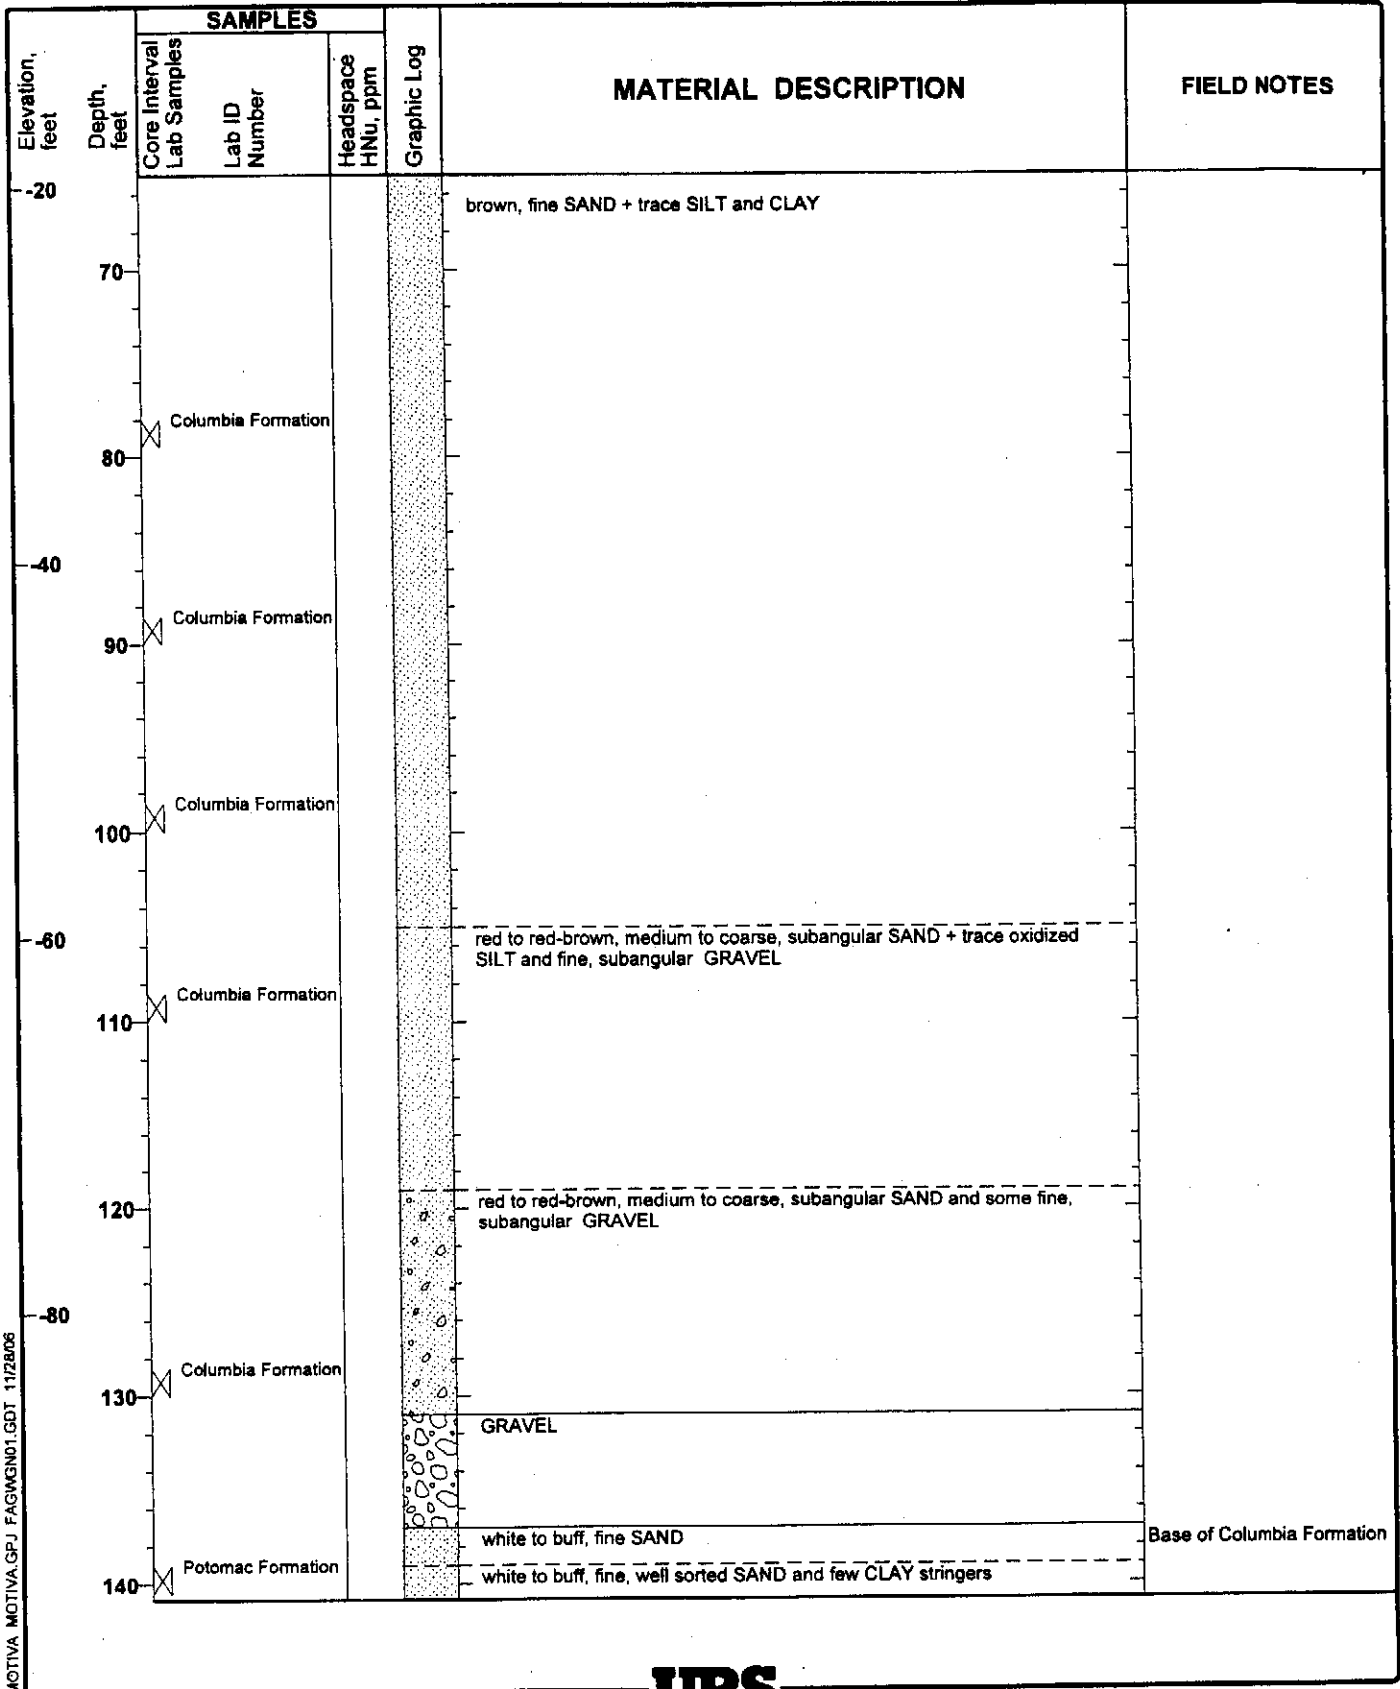 SAMPLES
Elevation,
feet
Depth,
feet
Core Interval
Lab Samples
Lab ID
Number
Headspace
HNu, ppm
Graphic Log
MATERIAL DESCRIPTION
FIELD NOTES
-20
brown, fine SAND + trace SILT and CLAY
70
Columbia Formation
80
-40
Columbia Formation
90
Columbia Formation
100
-60
red to red-brown, medium to coarse, subangular SAND + trace oxidized
SILT and fine, subangular GRAVEL
Columbia Formation
110
red to red-brown, medium to coarse, subangular SAND and some fine,
subangular GRAVEL
120
-80
Columbia Formation
130
GRAVEL
white to buff, fine SAND
Base of Columbia Formation
Potomac Formation
white to buff, fine, well sorted SAND and few CLAY stringers
140
MOTIVA MOTIVA.GPJ FAGWGN01.GDT 11/28/06
URS